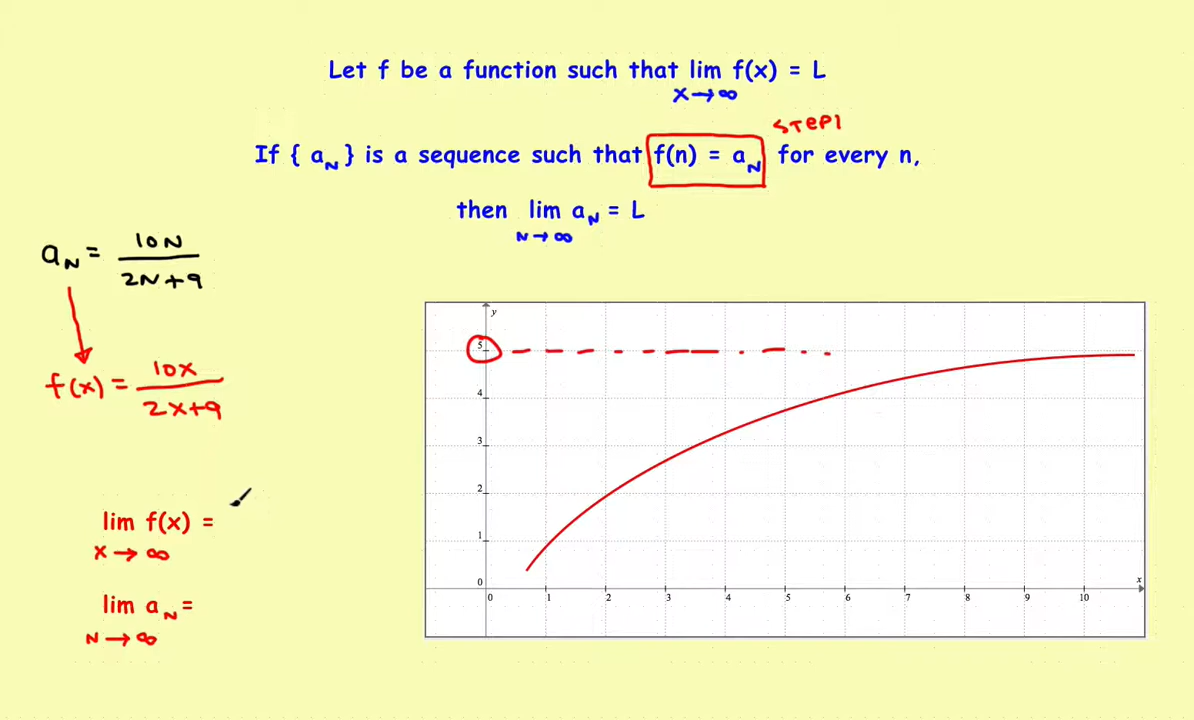 Let f be a function such that lim f(x) = L
x→∞
STEP1
If { aN } is a sequence such that f(n) = aN for every n,
then lim aN = L
N→∞
aN = 10N / 2N+9
f(x) = 10x / 2x+9
lim f(x) =
x→∞
lim aN =
N→∞
y
5
4
3
2
1
0
0 1 2 3 4 5 6 7 8 9 10
x